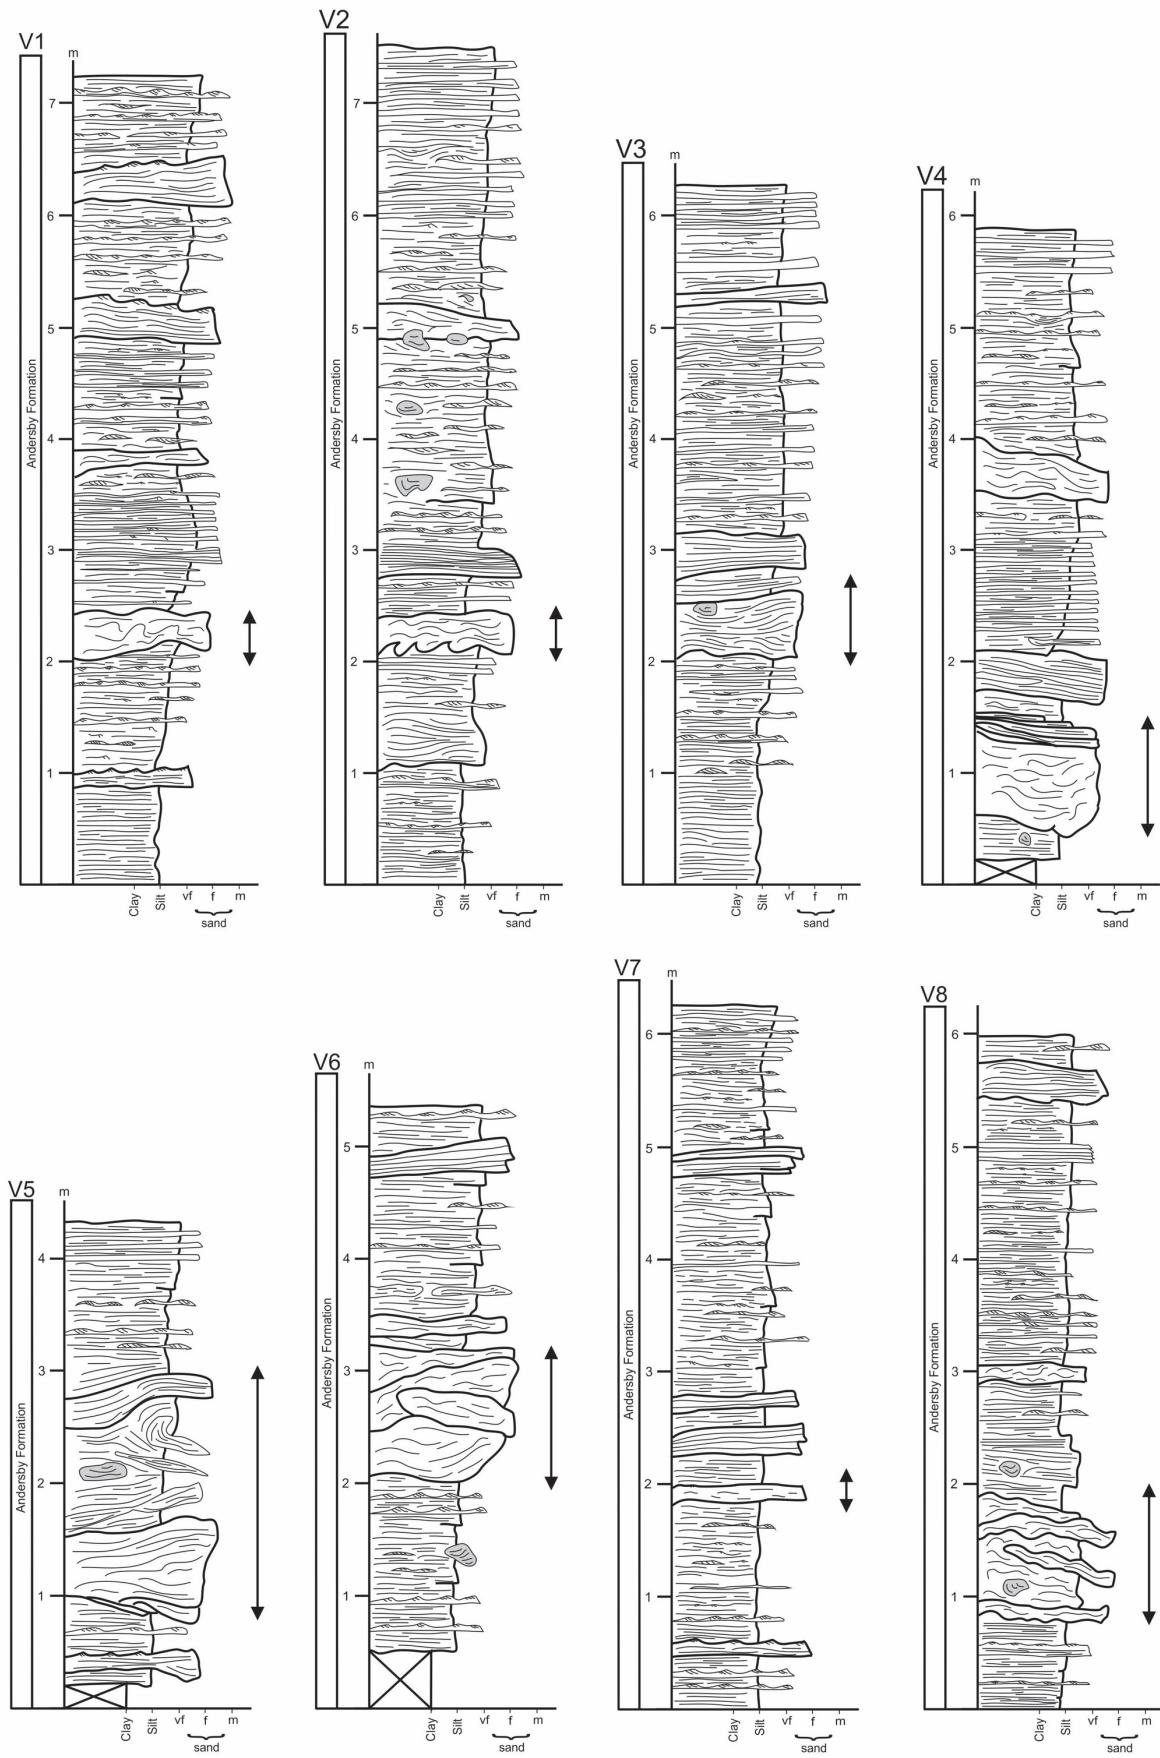 V1
m
7
6
5
4
3
2
1
Andersby Formation
Clay Silt vf f m
sand
V2
7
6
5
4
3
2
1
Andersby Formation
Clay Silt vf f m
sand
V3
m
6
5
4
3
2
1
Andersby Formation
Clay Silt vf f m
sand
V4
m
6
5
4
3
2
1
Andersby Formation
Clay Silt vf f m
sand
V5
m
4
3
2
1
Andersby Formation
Clay Silt vf f m
sand
V6
m
5
4
3
2
1
Andersby Formation
Clay Silt vf f m
sand
V7
m
6
5
4
3
2
1
Andersby Formation
Clay Silt vf f m
sand
V8
6
5
4
3
2
1
Andersby Formation
Clay Silt vf f m
sand